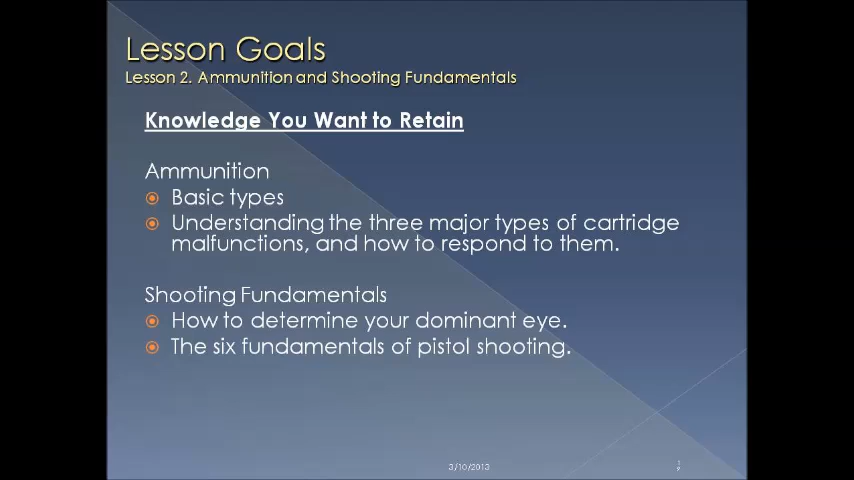 Lesson Goals
Lesson 2. Ammunition and Shooting Fundamentals
Knowledge You Want to Retain
Ammunition
Basic types
Understanding the three major types of cartridge
malfunctions, and how to respond to them.
Shooting Fundamentals
How to determine your dominant eye.
The six fundamentals of pistol shooting.
3/10/2013